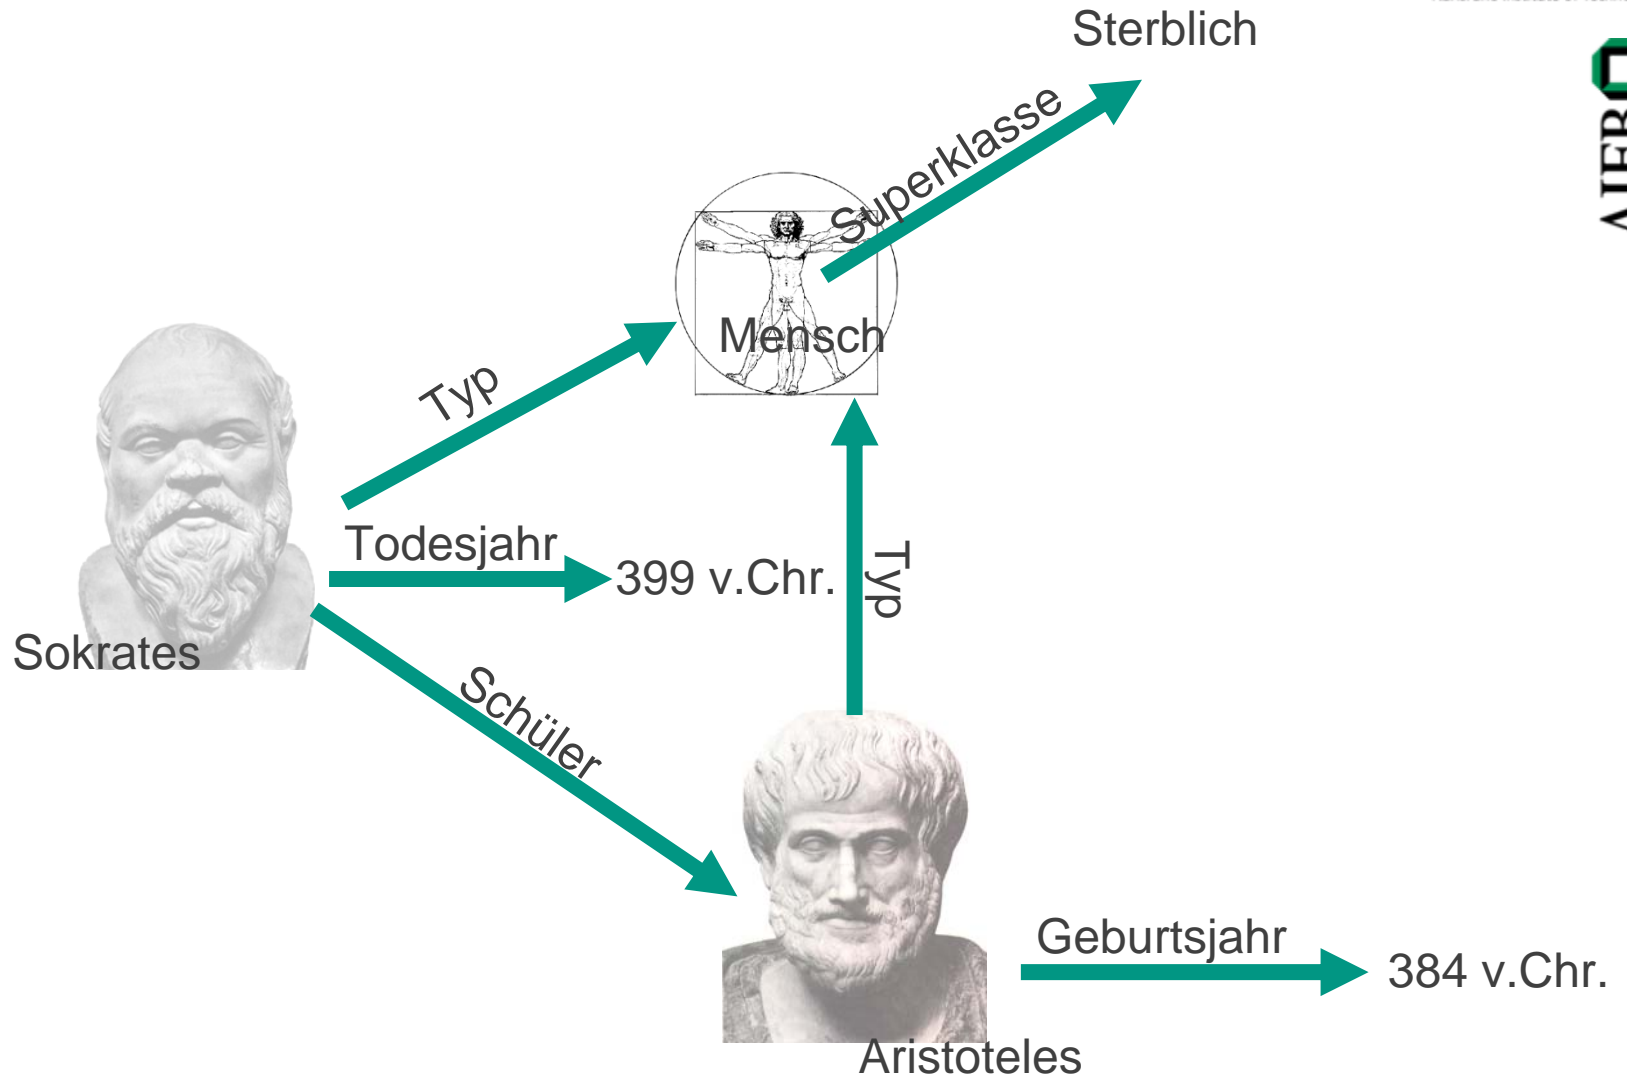 Sterblich
Superklasse
Mensch
Typ
Todesjahr
399 v.Chr.
Typ
Sokrates
Schüler
Geburtsjahr
384 v.Chr.
Aristoteles